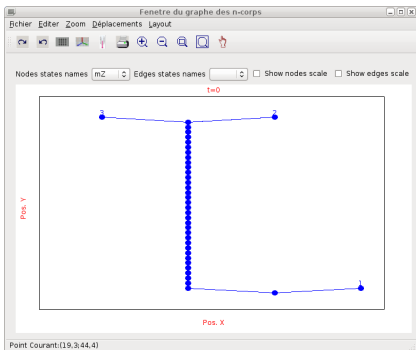 Fenetre du graphe des n-corps
Fichier Editer Zoom Déplacements Layout
Nodes states names mZ Edges states names Show nodes scale Show edges scale
t=0
3 2
Pos. Y
1
Pos. X
Point Courant:(19,3;44,4)